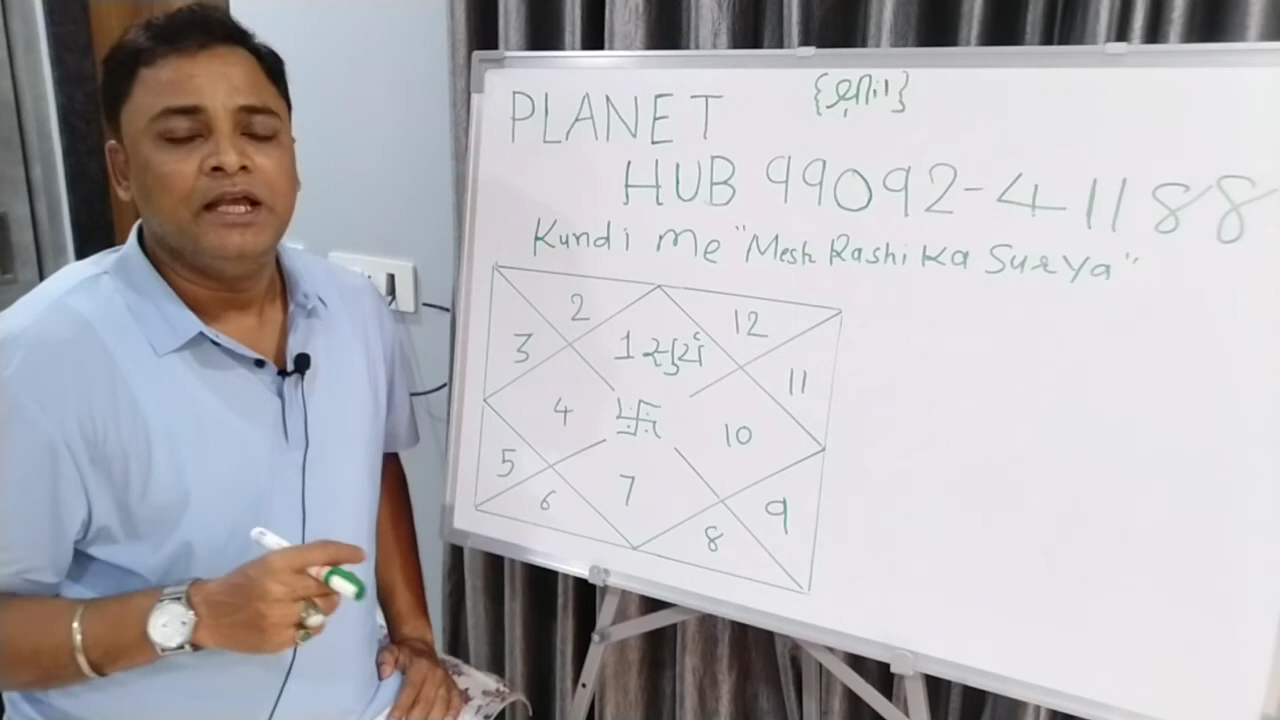 PLANET
HUB 99092-41188
Kundi me "Mesh Rashi Ka Surya"
2
12
3
1 સૂર્ય
11
4
卐
10
5
6
7
8
9